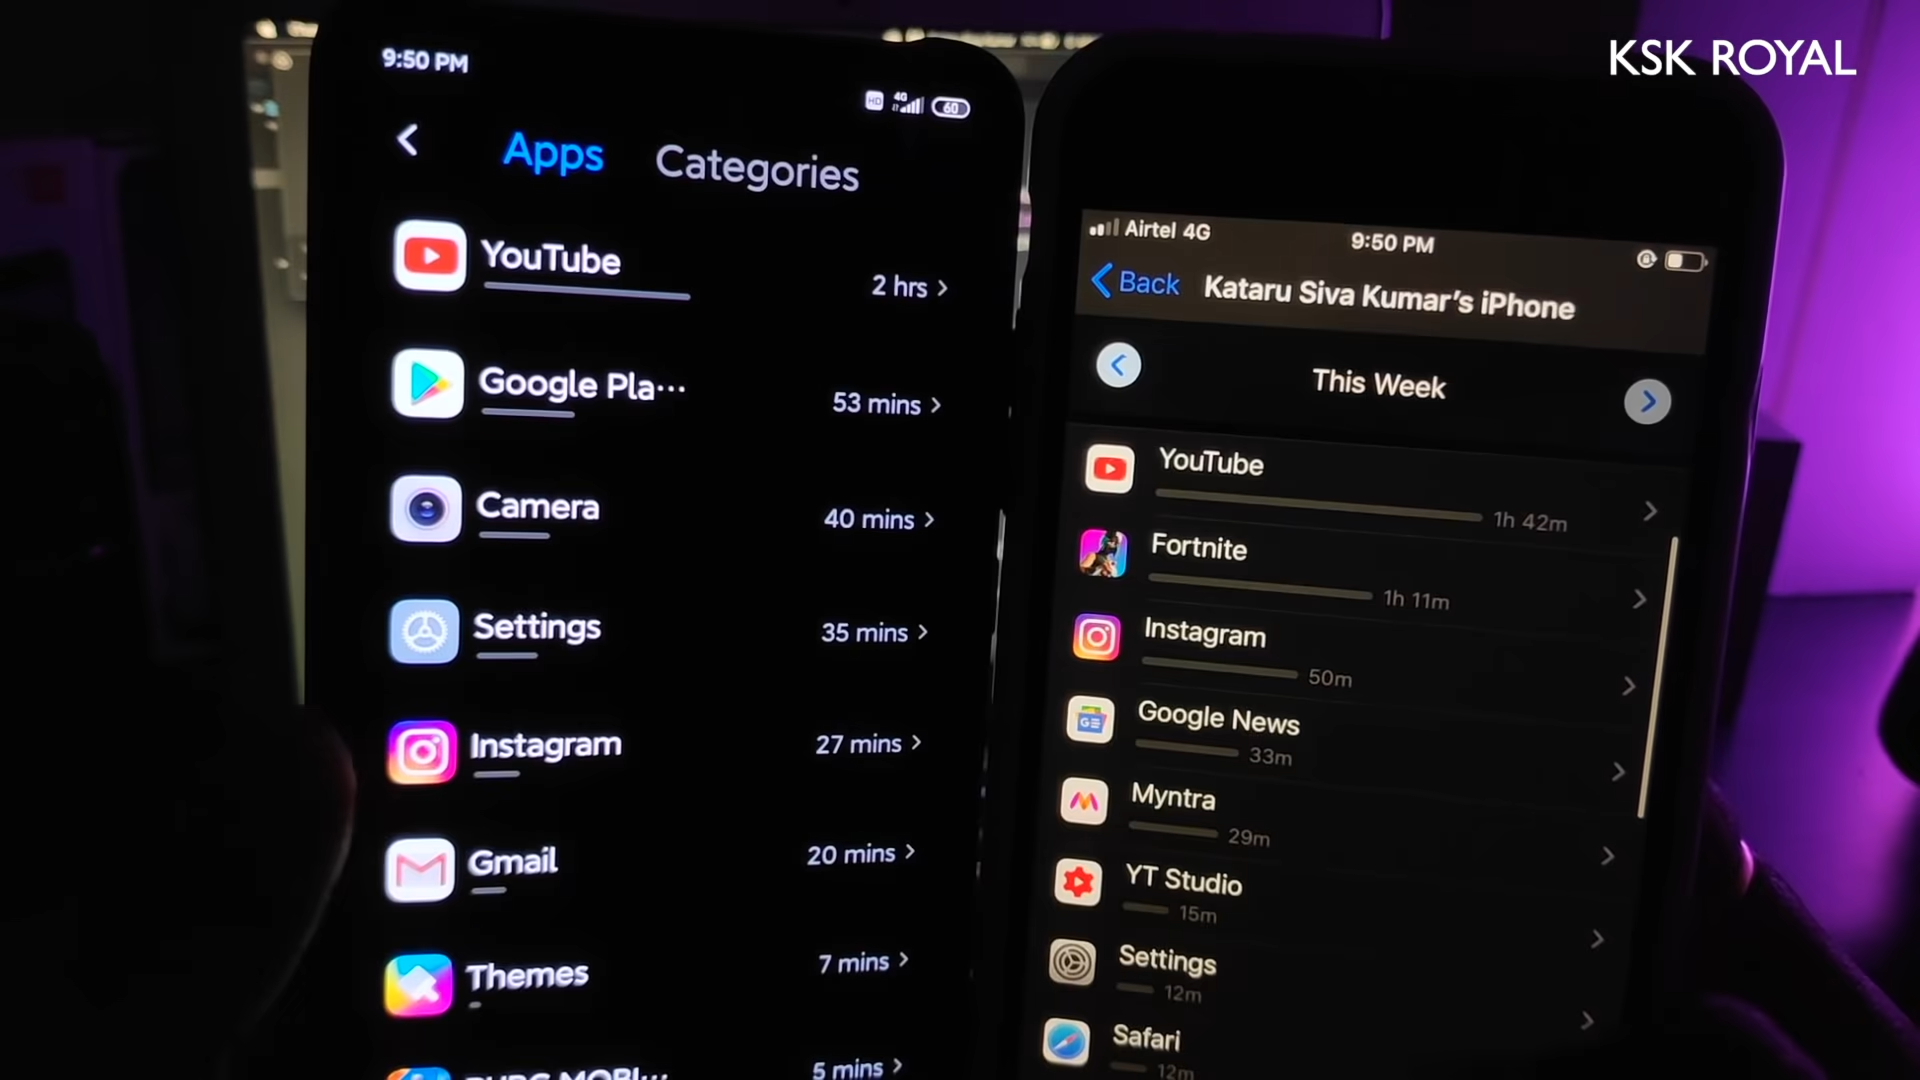 KSK ROYAL
9:50 PM
HD 4G 60
Apps Categories
YouTube
2 hrs
Google Pla...
53 mins
Camera
40 mins
Settings
35 mins
Instagram
27 mins
Gmail
20 mins
Themes
7 mins
5 mins
Airtel 4G 9:50 PM
Back Kataru Siva Kumar's iPhone
This Week
YouTube
1h 42m
Fortnite
1h 11m
Instagram
50m
Google News
33m
Myntra
29m
YT Studio
15m
Settings
12m
Safari
12m